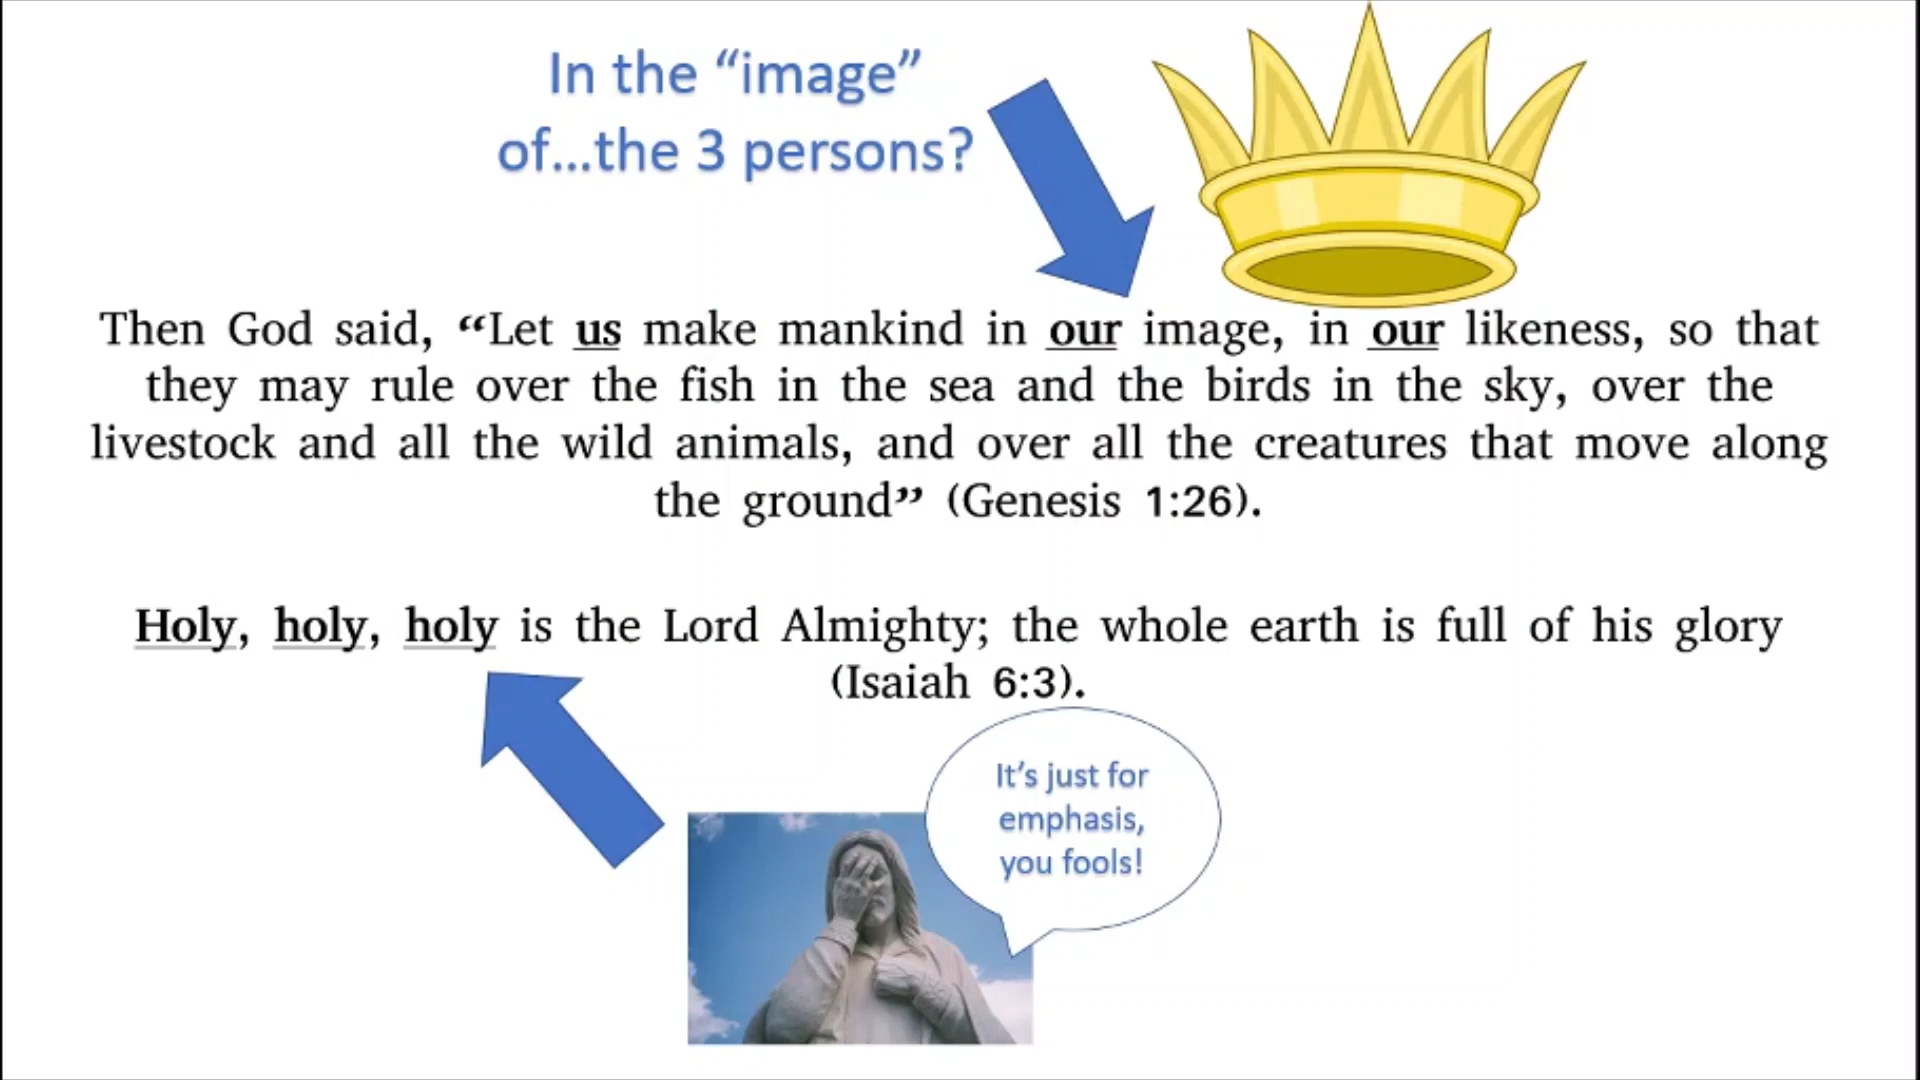 In the “image”
of...the 3 persons?
Then God said, “Let us make mankind in our image, in our likeness, so that
they may rule over the fish in the sea and the birds in the sky, over the
livestock and all the wild animals, and over all the creatures that move along
the ground” (Genesis 1:26).
Holy, holy, holy is the Lord Almighty; the whole earth is full of his glory
(Isaiah 6:3).
It’s just for
emphasis,
you fools!